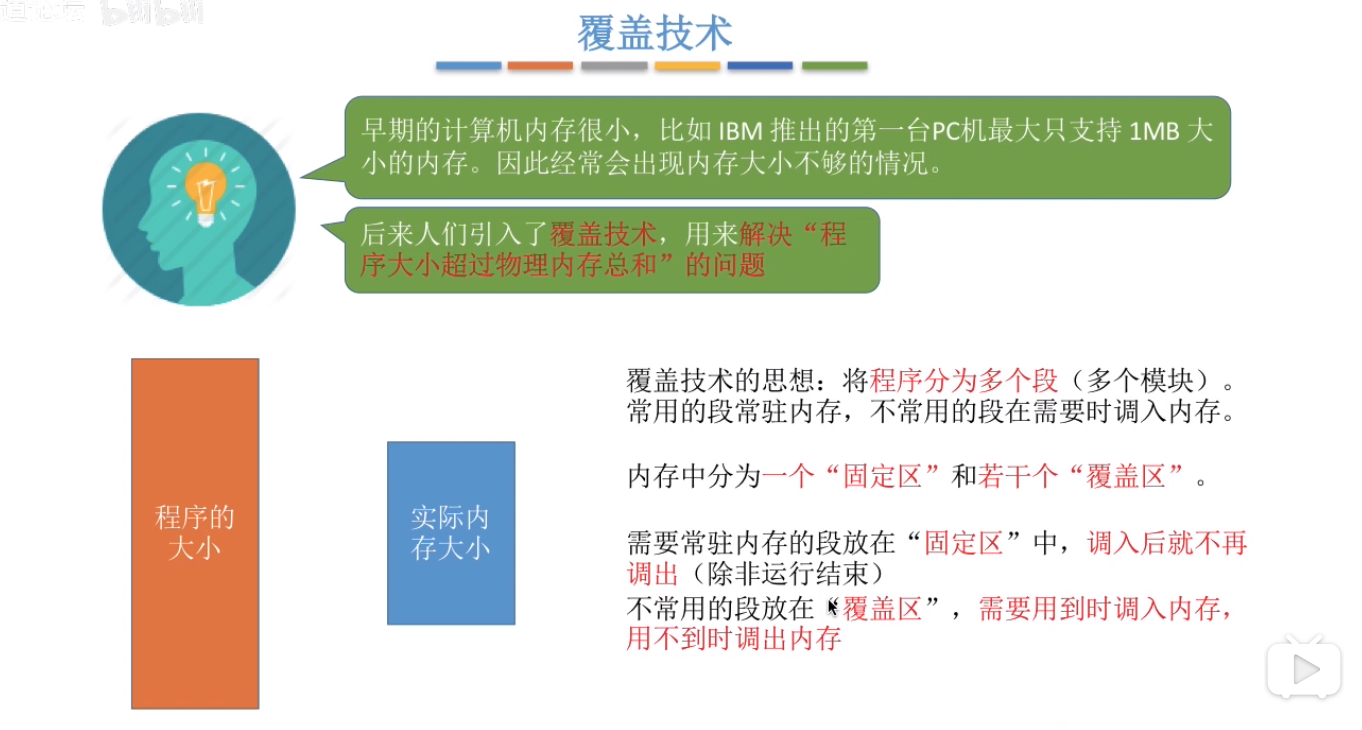 bilibili
覆盖技术
早期的计算机内存很小，比如 IBM 推出的第一台PC机最大只支持 1MB 大
小的内存。因此经常会出现内存大小不够的情况。
后来人们引入了覆盖技术，用来解决“程
序大小超过物理内存总和”的问题
程序的
大小
实际内
存大小
覆盖技术的思想：将程序分为多个段（多个模块）。
常用的段常驻内存，不常用的段在需要时调入内存。
内存中分为一个“固定区”和若干个“覆盖区”。
需要常驻内存的段放在“固定区”中，调入后就不再
调出（除非运行结束）
不常用的段放在“覆盖区”，需要用到时调入内存，
用不到时调出内存